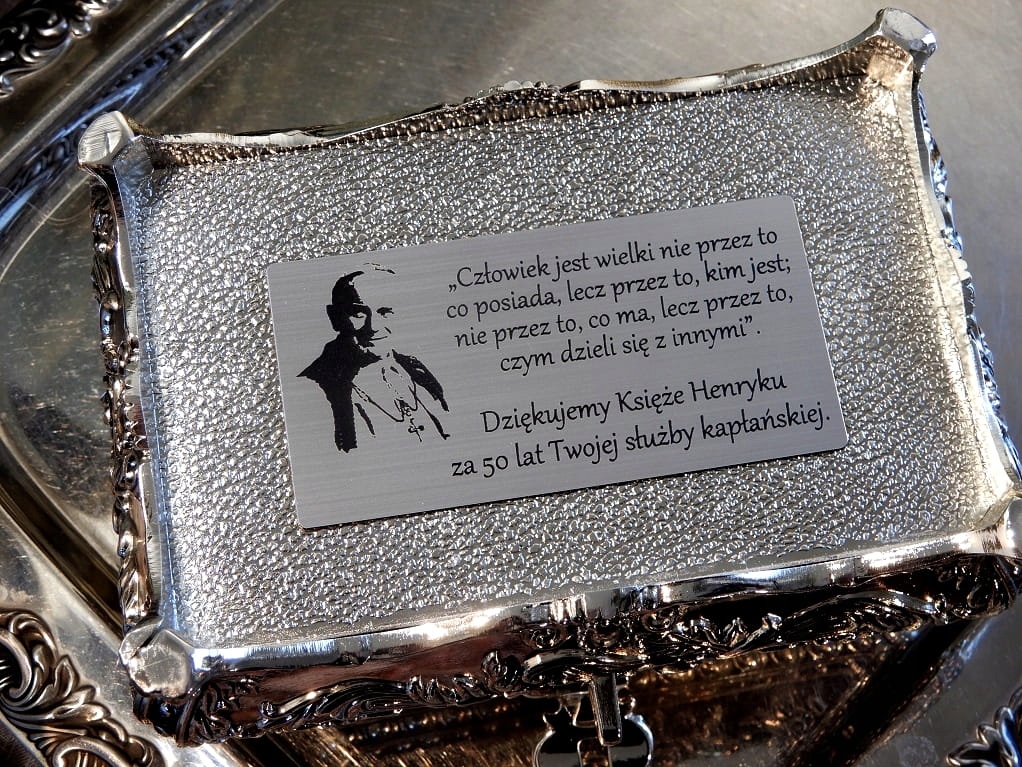 „Człowiek jest wielki nie przez to
co posiada, lecz przez to, kim jest;
nie przez to, co ma, lecz przez to,
czym dzieli się z innymi”.
Dziękujemy Księże Henryku
za 50 lat Twojej służby kapłańskiej.